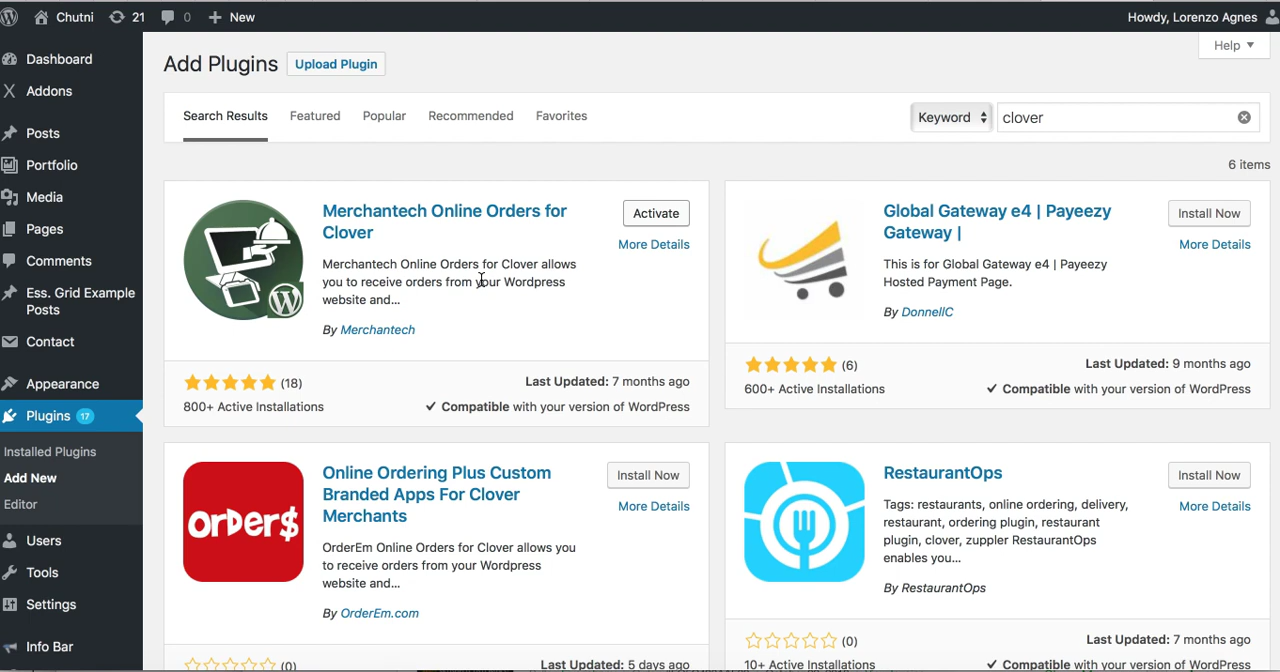 Chutni 21 0 + New
Howdy, Lorenzo Agnes
Help
Dashboard
Addons
Posts
Portfolio
Media
Pages
Comments
Ess. Grid Example
Posts
Contact
Appearance
Plugins 17
Installed Plugins
Add New
Editor
Users
Tools
Settings
Info Bar
Add Plugins Upload Plugin
Search Results Featured Popular Recommended Favorites
Keyword clover
6 items
Merchantech Online Orders for
Clover
Activate
More Details
Merchantech Online Orders for Clover allows
you to receive orders from your Wordpress
website and...
By Merchantech
(18)
800+ Active Installations
Last Updated: 7 months ago
✓ Compatible with your version of WordPress
Global Gateway e4 | Payeezy
Gateway |
Install Now
More Details
This is for Global Gateway e4 | Payeezy
Hosted Payment Page.
By DonnellC
(6)
600+ Active Installations
Last Updated: 9 months ago
✓ Compatible with your version of WordPress
orDer$
Online Ordering Plus Custom
Branded Apps For Clover
Merchants
Install Now
More Details
OrderEm Online Orders for Clover allows you
to receive orders from your Wordpress
website and...
By OrderEm.com
(0)
Last Updated: 5 days ago
RestaurantOps
Install Now
More Details
Tags: restaurants, online ordering, delivery,
restaurant, ordering plugin, restaurant
plugin, clover, zuppler RestaurantOps
enables you...
By RestaurantOps
(0)
10+ Active Installations
Last Updated: 7 months ago
✓ Compatible with your version of WordPress